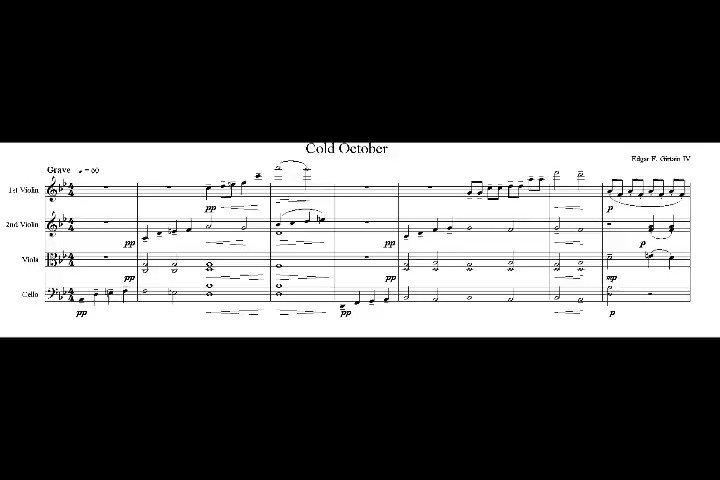 Cold October
Edgar F. Girtain IV
Grave ♩ = 60
1st Violin
pp
p
2nd Violin
pp
pp
p
Viola
pp
pp
mp
Cello
pp
pp
p